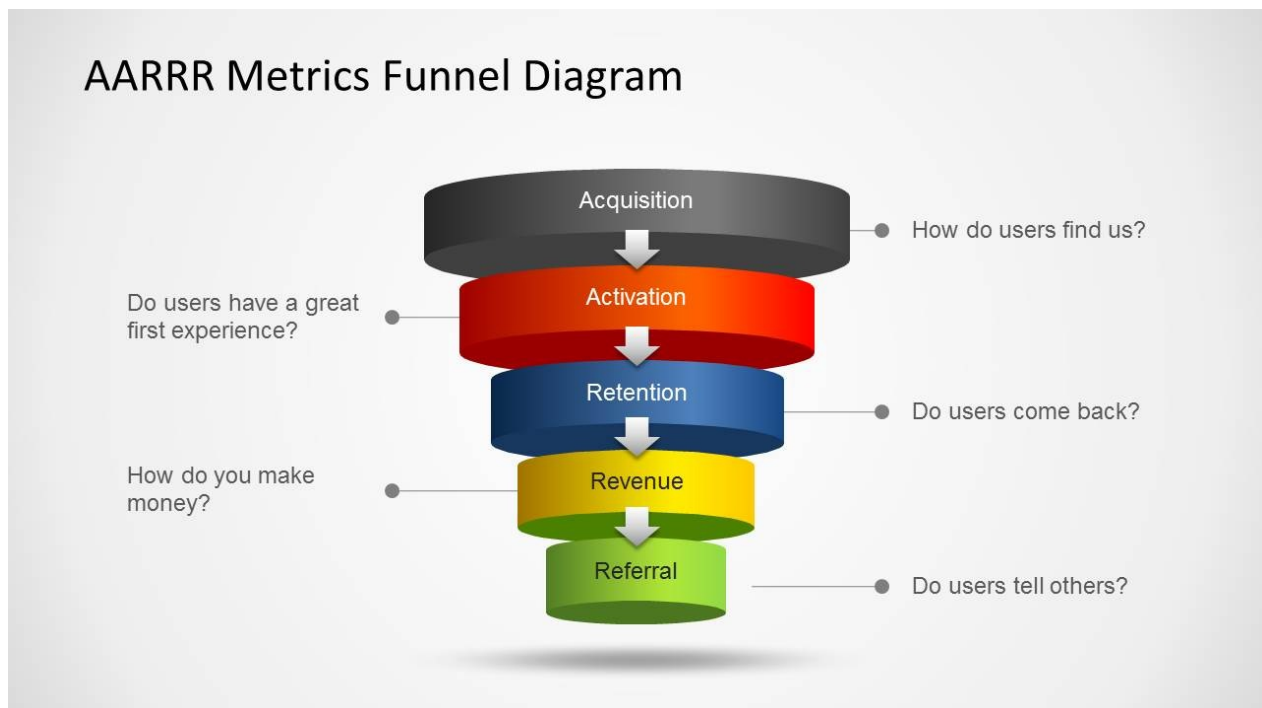 AARRR Metrics Funnel Diagram
Acquisition
How do users find us?
Activation
Do users have a great
first experience?
Retention
Do users come back?
Revenue
How do you make
money?
Referral
Do users tell others?